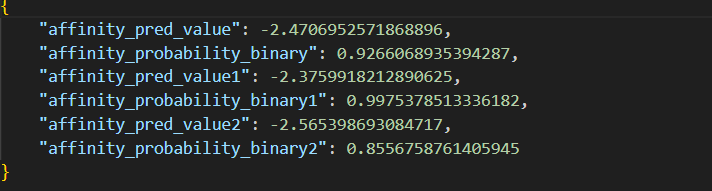 {
"affinity_pred_value": -2.4706952571868896,
"affinity_probability_binary": 0.9266068935394287,
"affinity_pred_value1": -2.3759918212890625,
"affinity_probability_binary1": 0.9975378513336182,
"affinity_pred_value2": -2.565398693084717,
"affinity_probability_binary2": 0.8556758761405945
}